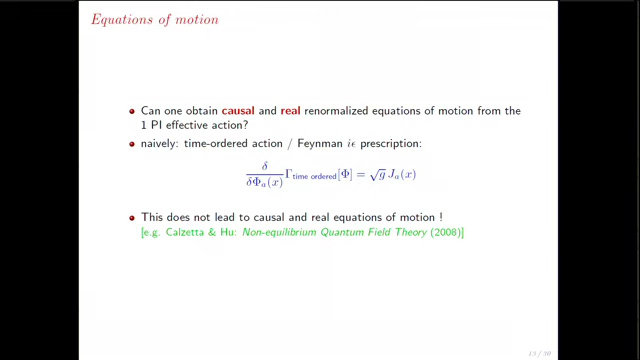 Equations of motion
Can one obtain causal and real renormalized equations of motion from the
1 PI effective action?
naively: time-ordered action / Feynman iϵ prescription:
δ/δΦₐ(x) Γ_time ordered[Φ] = √g Jₐ(x)
This does not lead to causal and real equations of motion !
[e.g. Calzetta & Hu: Non-equilibrium Quantum Field Theory (2008)]